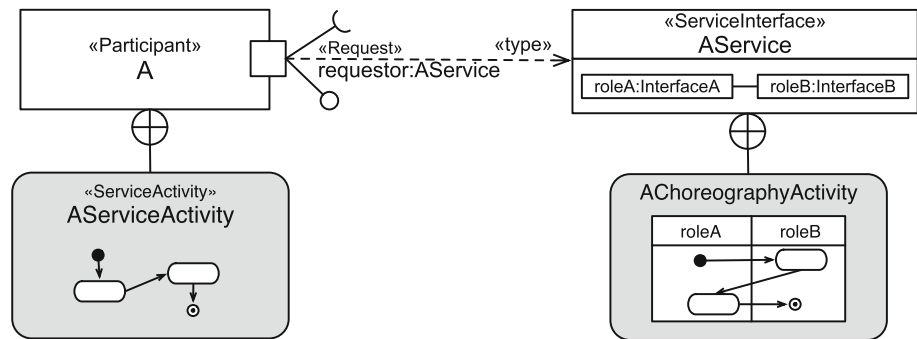 «Participant»
A
«Request»
requestor:AService
«type»
«ServiceInterface»
AService
roleA:InterfaceA
roleB:InterfaceB
«ServiceActivity»
AServiceActivity
AChoreographyActivity
roleA
roleB